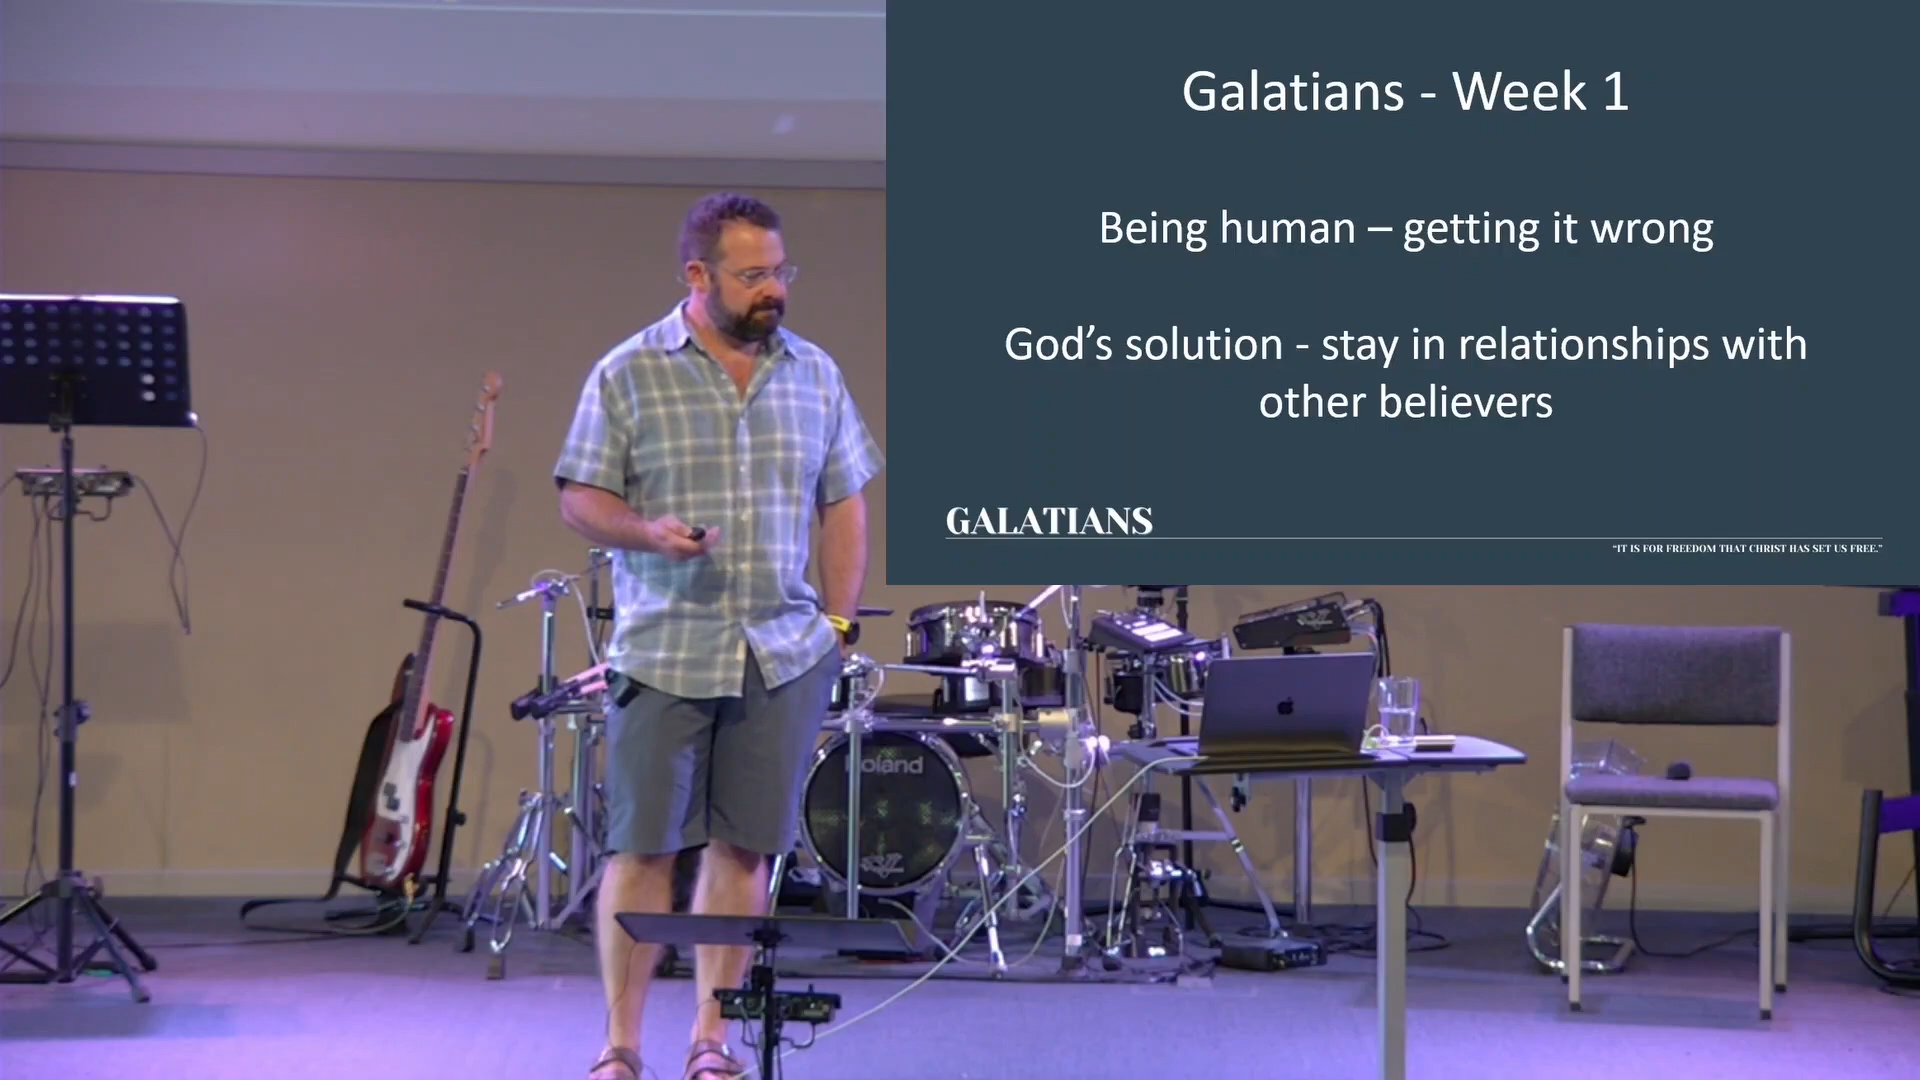 Galatians - Week 1
Being human – getting it wrong
God’s solution - stay in relationships with
other believers
GALATIANS
“IT IS FOR FREEDOM THAT CHRIST HAS SET US FREE.”
Roland